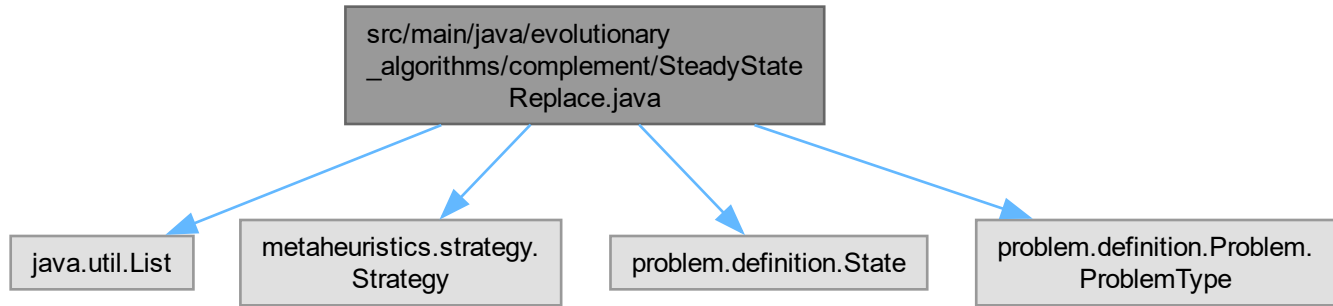 src/main/java/evolutionary
_algorithms/complement/SteadyState
Replace.java
java.util.List
metaheuristics.strategy.
Strategy
problem.definition.State
problem.definition.Problem.
ProblemType